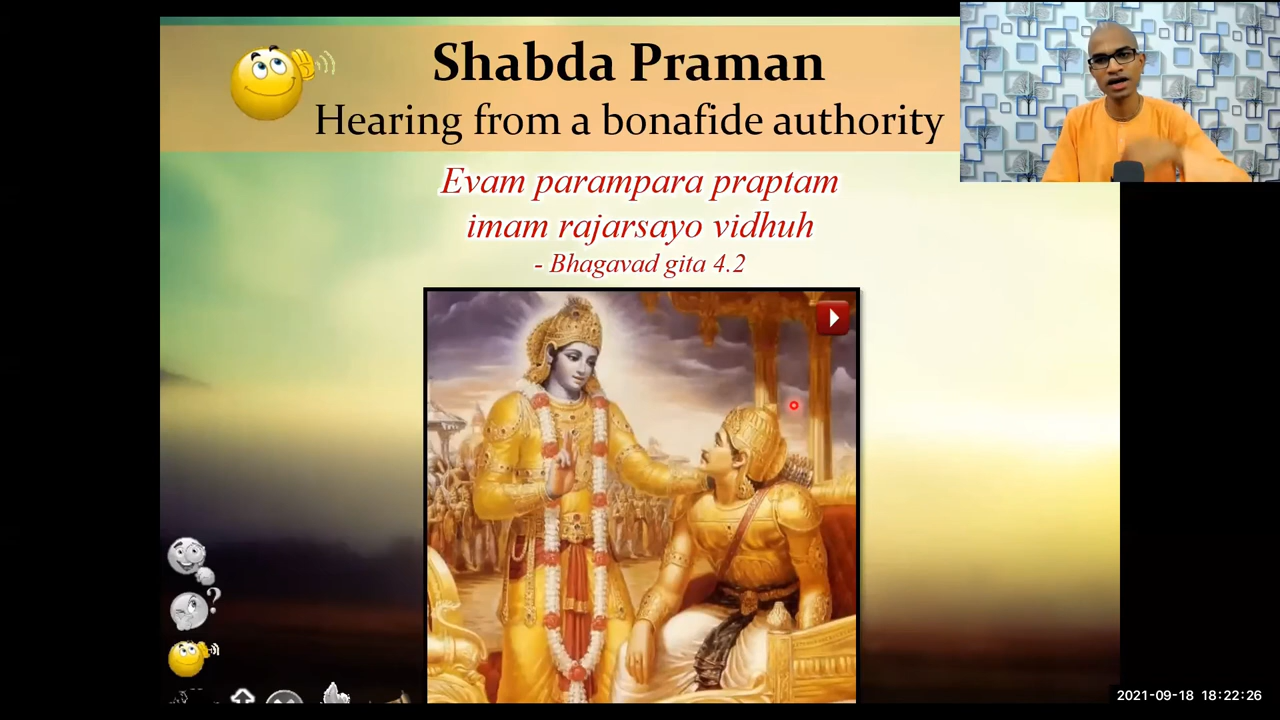 Shabda Praman
Hearing from a bonafide authority
Evam parampara praptam
imam rajarsayo vidhuh
- Bhagavad gita 4.2
?
2021-09-18 18:22:26